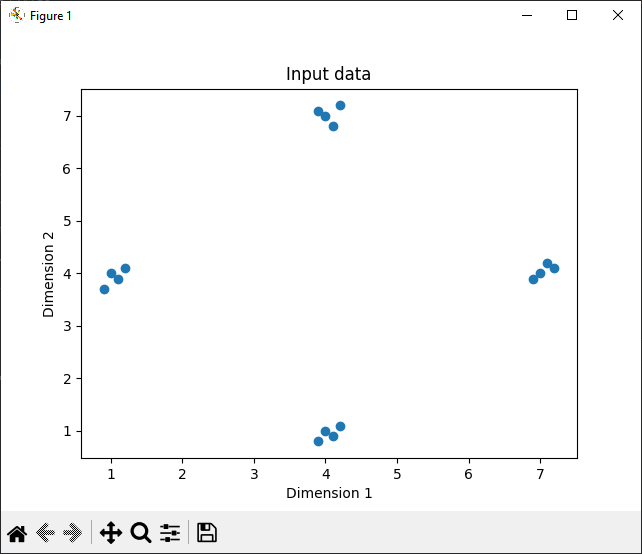 Figure 1
Input data
7
6
5
4
3
2
1
Dimension 2
1 2 3 4 5 6 7
Dimension 1